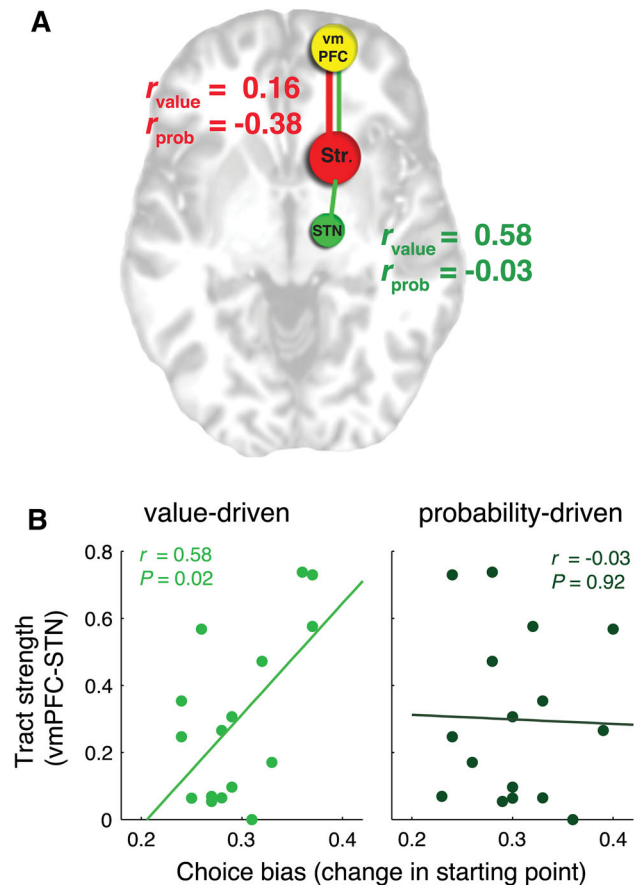 A
vm
PFC
r value = 0.16
r prob = -0.38
Str.
STN
r value = 0.58
r prob = -0.03
B
value-driven
probability-driven
r = 0.58
P = 0.02
r = -0.03
P = 0.92
Tract strength
(vmPFC-STN)
0.8
0.6
0.4
0.2
0
0.2 0.3 0.4
0.2 0.3 0.4
Choice bias (change in starting point)